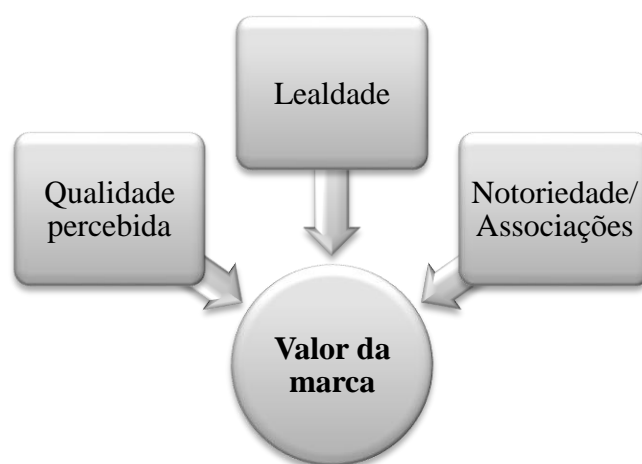 Lealdade
Qualidade
percebida
Notoriedade/
Associações
Valor da
marca